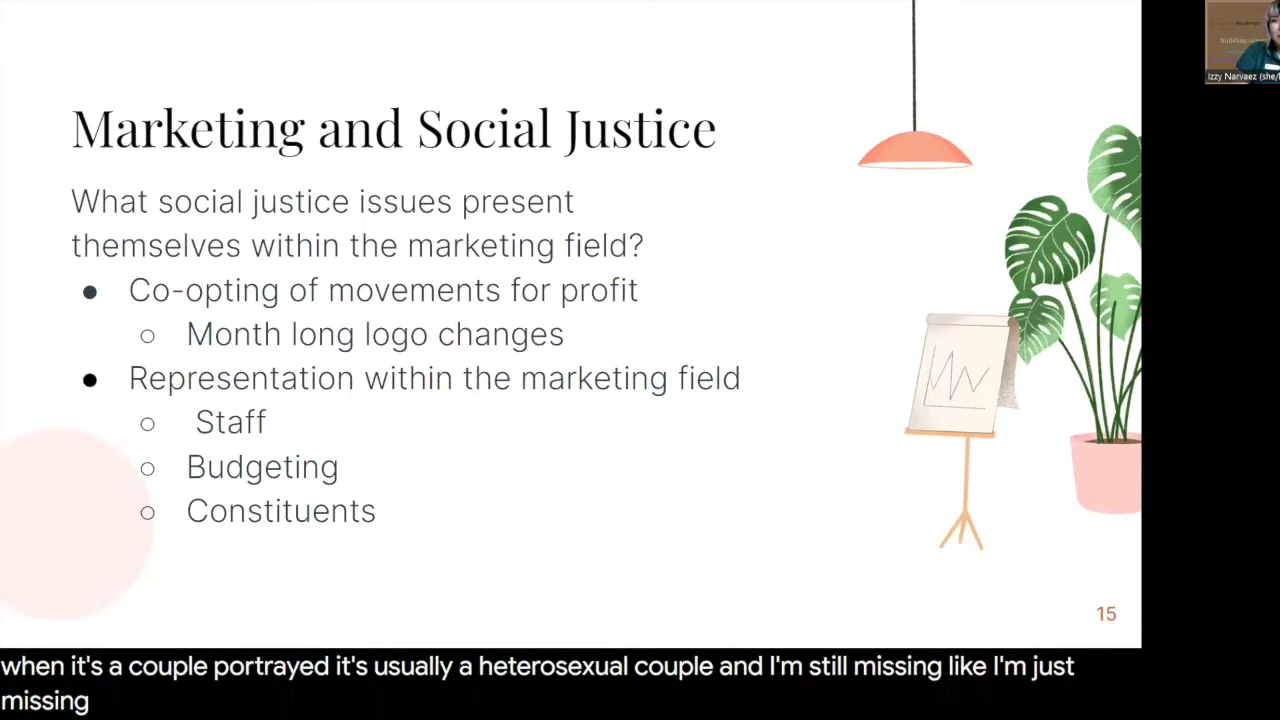 Marketing and Social Justice
What social justice issues present
themselves within the marketing field?
● Co-opting of movements for profit
○ Month long logo changes
● Representation within the marketing field
○ Staff
○ Budgeting
○ Constituents
15
Izzy Narvaez (she/
when it's a couple portrayed it's usually a heterosexual couple and I'm still missing like I'm just
missing